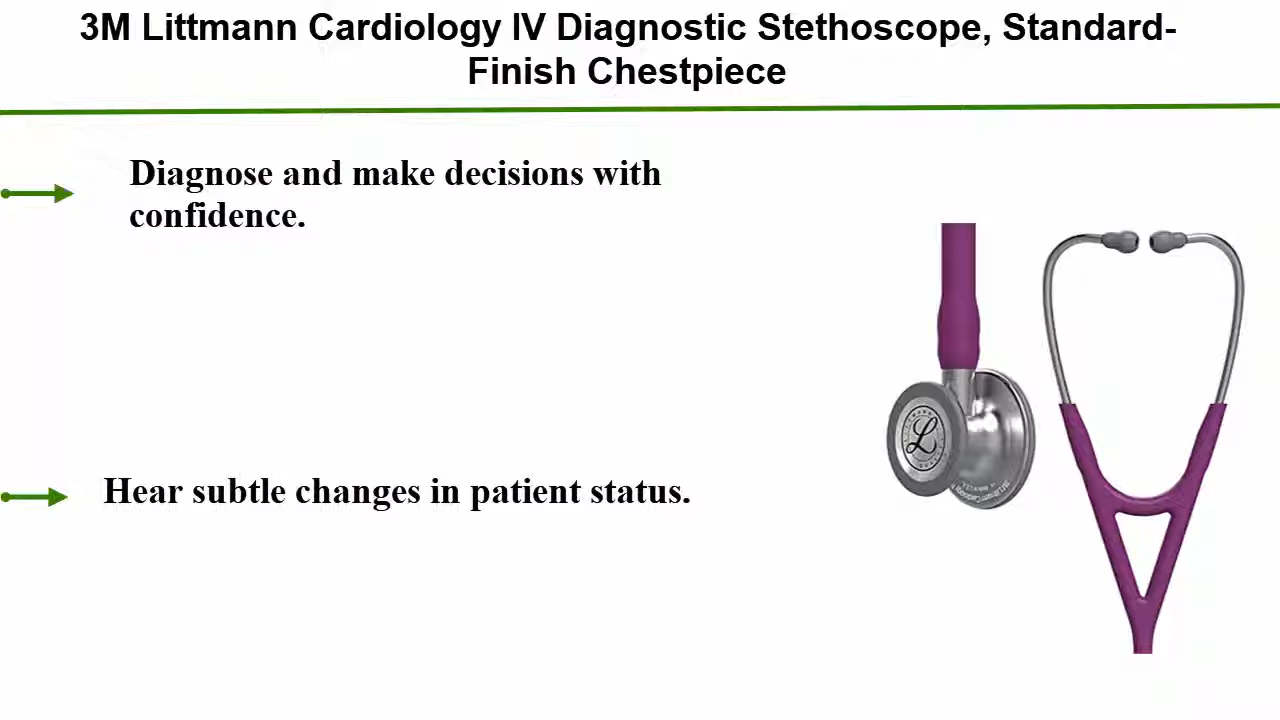 3M Littmann Cardiology IV Diagnostic Stethoscope, Standard-
Finish Chestpiece
Diagnose and make decisions with
confidence.
Hear subtle changes in patient status.
L